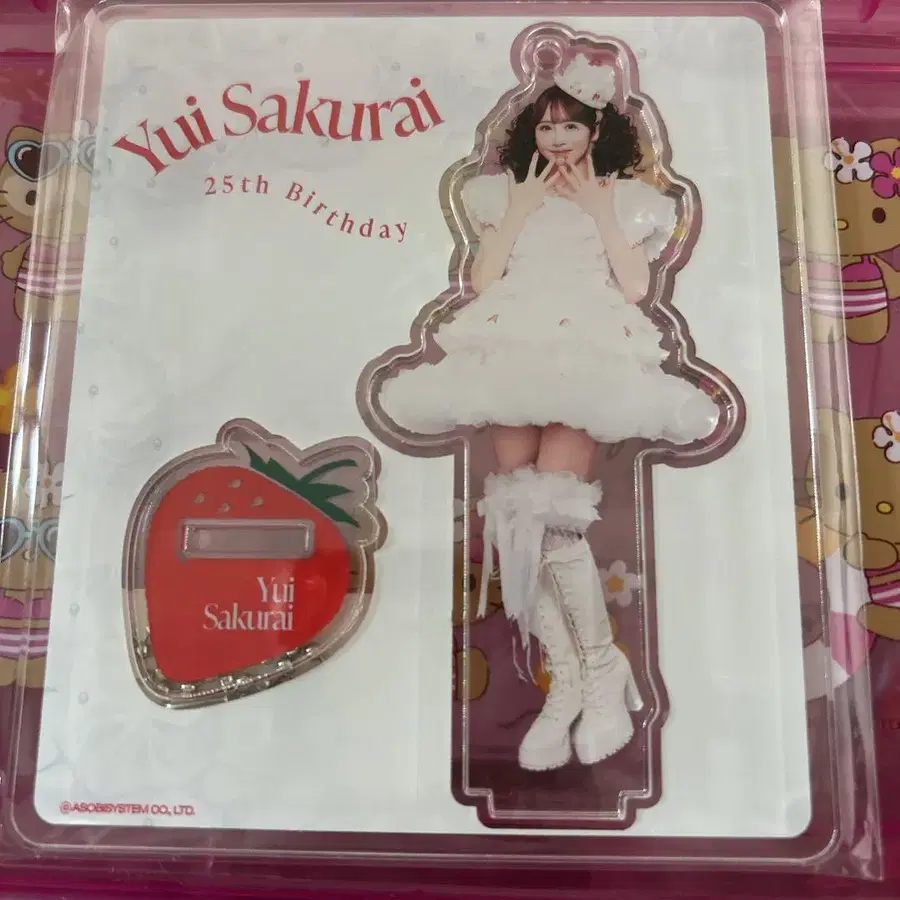 Yui Sakurai
25th Birthday
Yui
Sakurai
©ASOBISYSTEM CO., LTD.